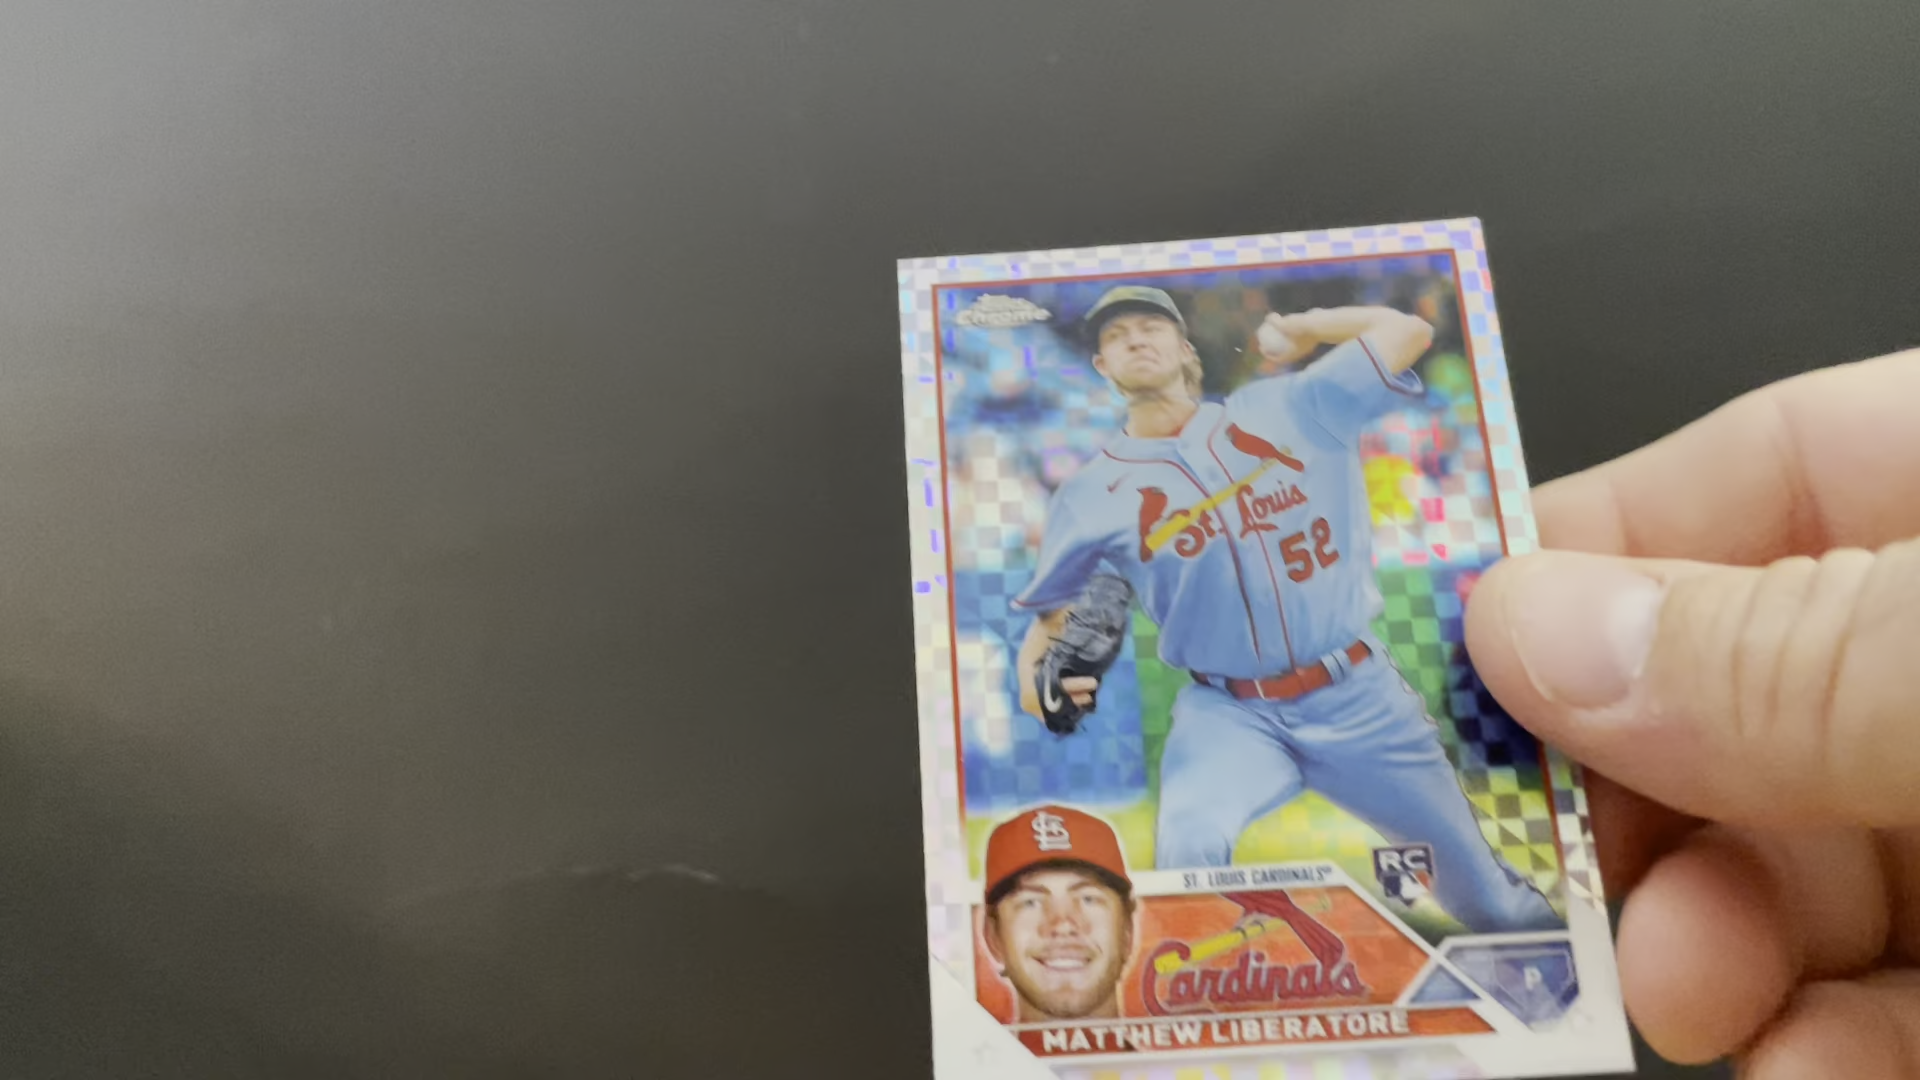 Topps
Chrome
St. Louis
52
RC
ST. LOUIS CARDINALS
Cardinals
P
MATTHEW LIBERATORE